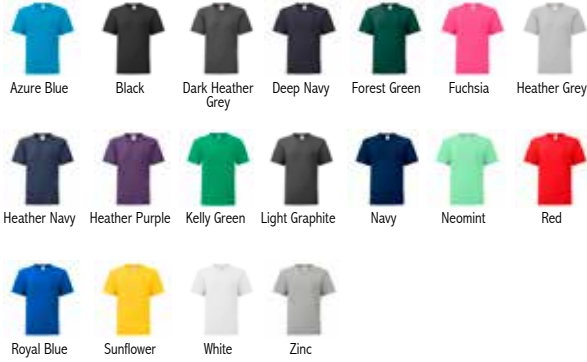 Azure Blue
Black
Dark Heather
Grey
Deep Navy
Forest Green
Fuchsia
Heather Grey
Heather Navy
Heather Purple
Kelly Green
Light Graphite
Navy
Neomint
Red
Royal Blue
Sunflower
White
Zinc